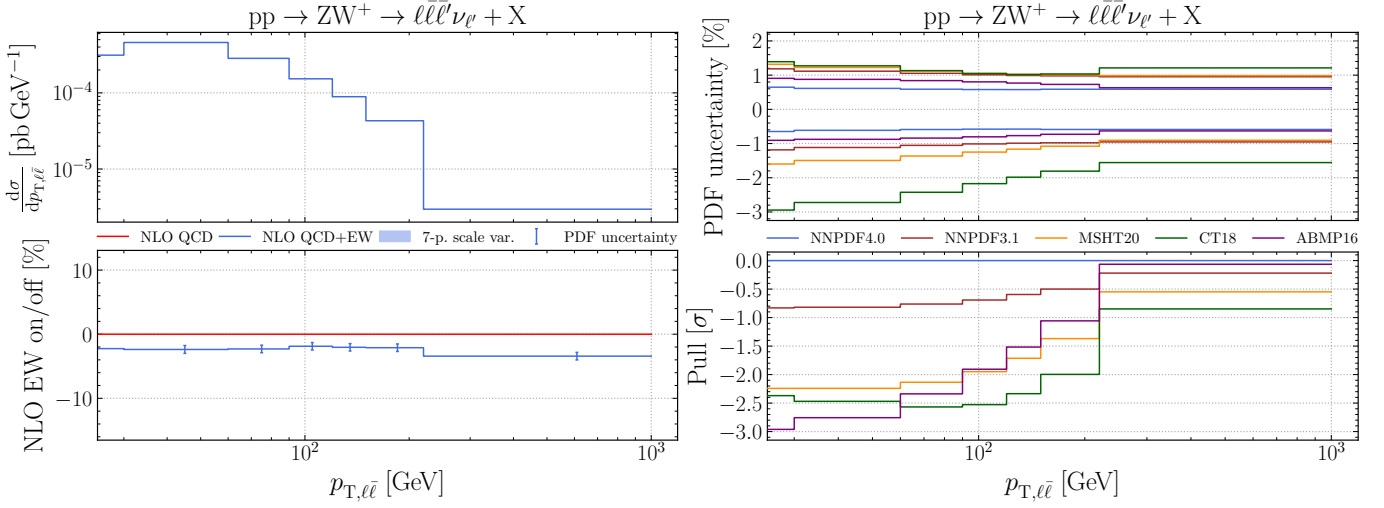 pp → ZW⁺ → ℓℓ̄ℓ̄′ν_ℓ′ + X
dσ/dp_T,ℓℓ̄ [pb GeV⁻¹]
10⁻⁴
10⁻⁵
NLO QCD NLO QCD+EW 7-p. scale var. PDF uncertainty
NLO EW on/off [%]
10
0
−10
10² 10³
p_T,ℓℓ̄ [GeV]
pp → ZW⁺ → ℓℓ̄ℓ̄′ν_ℓ′ + X
PDF uncertainty [%]
2
1
0
−1
−2
−3
NNPDF4.0 NNPDF3.1 MSHT20 CT18 ABMP16
Pull [σ]
0.0
−0.5
−1.0
−1.5
−2.0
−2.5
−3.0
10² 10³
p_T,ℓℓ̄ [GeV]